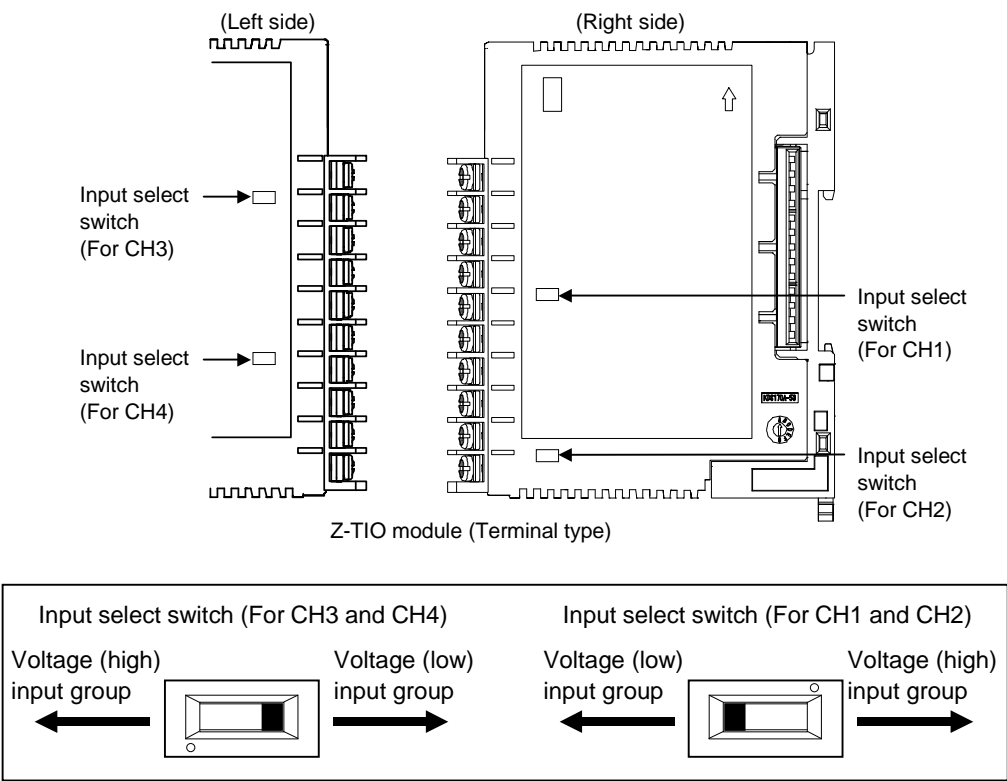 (Left side)
(Right side)
Input select
switch
(For CH3)
Input select
switch
(For CH1)
Input select
switch
(For CH4)
Input select
switch
(For CH2)
Z-TIO module (Terminal type)
Input select switch (For CH3 and CH4)
Input select switch (For CH1 and CH2)
Voltage (high)
input group
Voltage (low)
input group
Voltage (low)
input group
Voltage (high)
input group